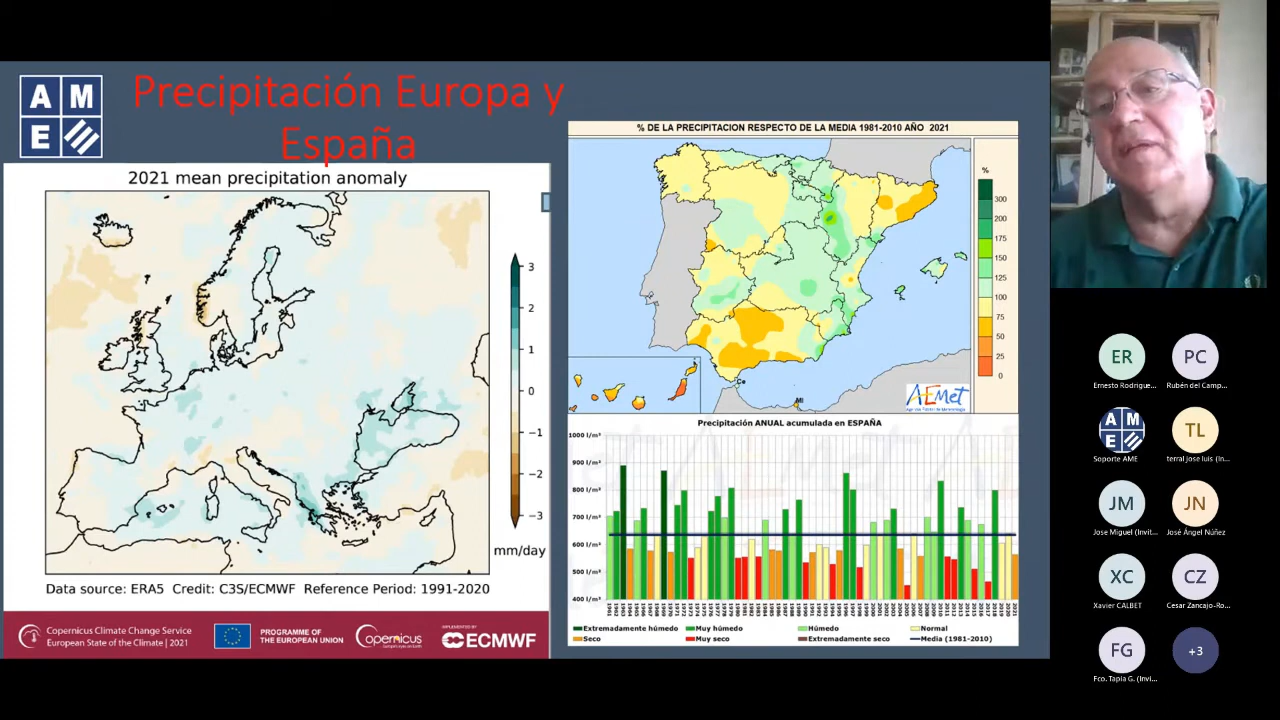 A M
E
Precipitación Europa y
España
2021 mean precipitation anomaly
3
2
1
0
−1
−2
−3
mm/day
Data source: ERA5 Credit: C3S/ECMWF Reference Period: 1991-2020
Copernicus Climate Change Service
European State of the Climate | 2021
PROGRAMME OF
THE EUROPEAN UNION
opernicus
IMPLEMENTED BY
ECMWF
% DE LA PRECIPITACION RESPECTO DE LA MEDIA 1981-2010 AÑO 2021
%
300
200
175
150
125
100
75
50
25
0
AEMet
Precipitación ANUAL acumulada en ESPAÑA
1000 l/m²
900 l/m²
800 l/m²
700 l/m²
600 l/m²
500 l/m²
400 l/m²
Extremadamente húmedo
Muy húmedo
Húmedo
Normal
Seco
Muy seco
Extremadamente seco
Media (1981-2010)
ER
Ernesto Rodrigue...
PC
Rubén del Camp...
A M
E
Soporte AME
TL
terral jose luis (In...
JM
Jose Miguel (Invit...
JN
José Ángel Núñez
XC
Xavier CALBET
CZ
Cesar Zancajo-Ro...
FG
Fco. Tapia G. (Invi...
+3